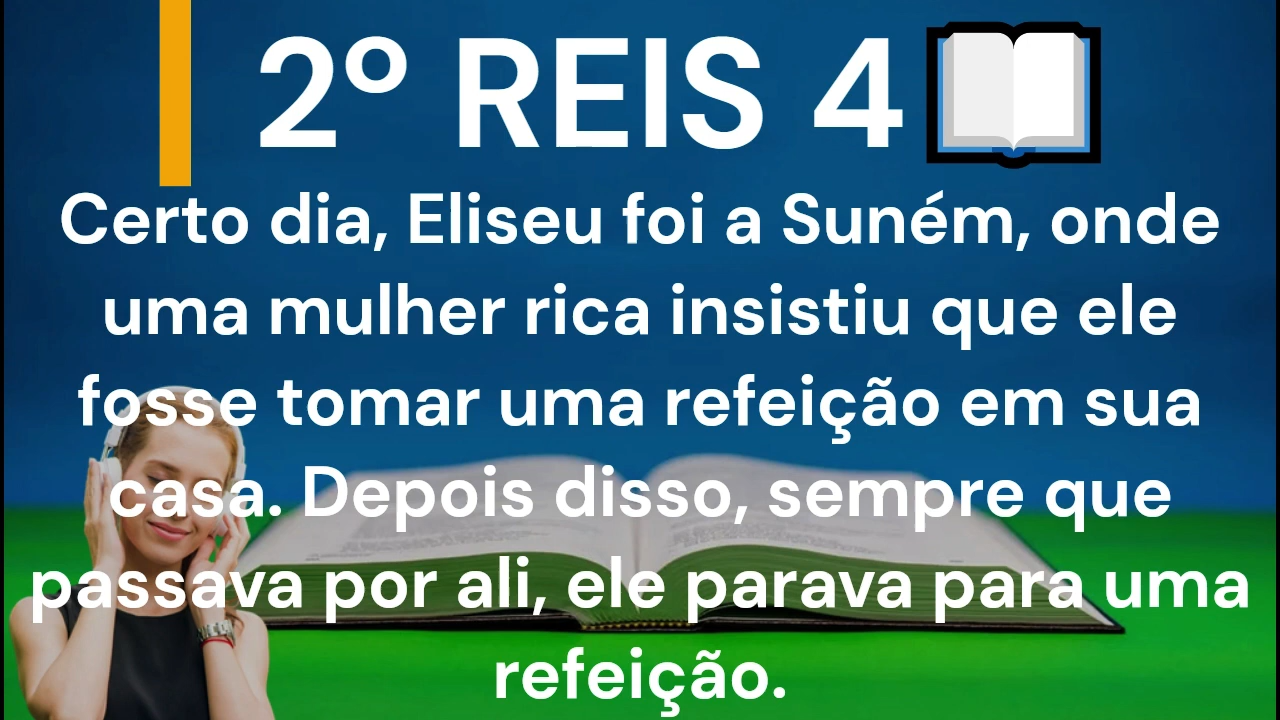 2º REIS 4
Certo dia, Eliseu foi a Suném, onde
uma mulher rica insistiu que ele
fosse tomar uma refeição em sua
casa. Depois disso, sempre que
passava por ali, ele parava para uma
refeição.